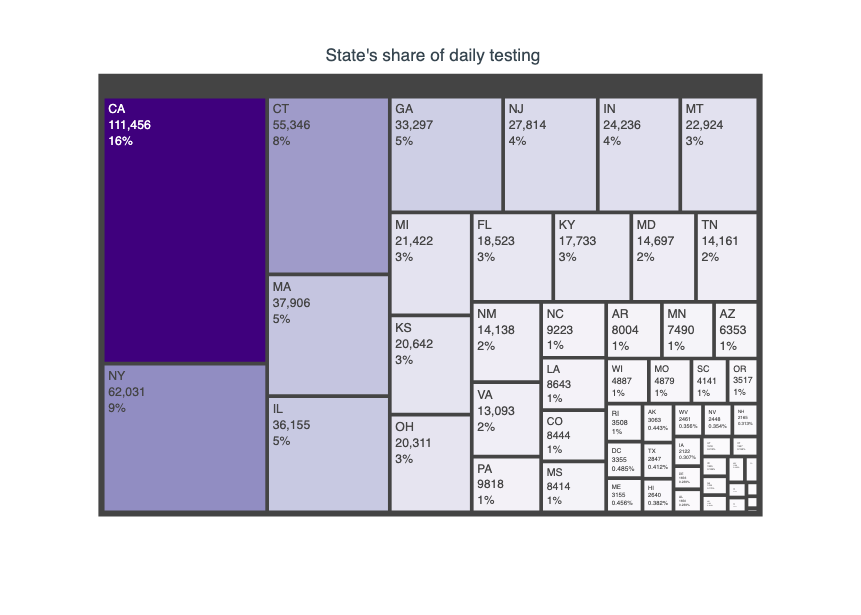 State's share of daily testing
CA
111,456
16%
NY
62,031
9%
CT
55,346
8%
MA
37,906
5%
IL
36,155
5%
GA
33,297
5%
NJ
27,814
4%
IN
24,236
4%
MT
22,924
3%
MI
21,422
3%
KS
20,642
3%
OH
20,311
3%
FL
18,523
3%
KY
17,733
3%
MD
14,697
2%
TN
14,161
2%
NM
14,138
2%
VA
13,093
2%
PA
9818
1%
NC
9223
1%
LA
8643
1%
CO
8444
1%
MS
8414
1%
AR
8004
1%
MN
7490
1%
AZ
6353
1%
WI
4887
1%
MO
4879
1%
SC
4141
1%
OR
3517
1%
RI
3508
1%
DC
3355
0.485%
ME
3155
0.456%
AK
3063
0.443%
TX
2847
0.412%
HI
2640
0.382%
WV
2461
0.356%
NV
2448
0.354%
NH
2165
0.313%
IA
2122
0.307%